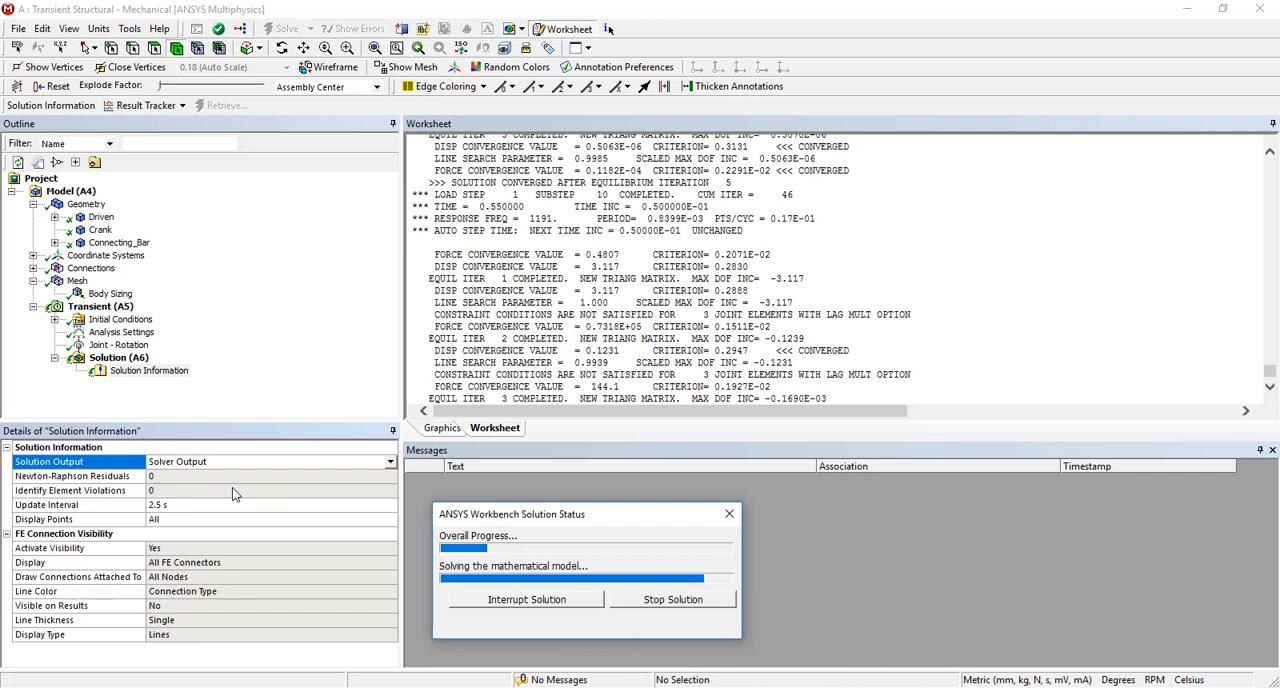 A : Transient Structural - Mechanical [ANSYS Multiphysics]
File Edit View Units Tools Help Solve ?/ Show Errors Worksheet
Show Vertices Close Vertices 0.18 (Auto Scale) Wireframe Show Mesh Random Colors Annotation Preferences
Reset Explode Factor: Assembly Center Edge Coloring Thicken Annotations
Solution Information Result Tracker Retrieve...
Outline
Filter: Name
Project
Model (A4)
Geometry
Driven
Crank
Connecting_Bar
Coordinate Systems
Connections
Mesh
Body Sizing
Transient (A5)
Initial Conditions
Analysis Settings
Joint - Rotation
Solution (A6)
Solution Information
Worksheet
EQUIL ITER 5 COMPLETED. NEW TRIANG MATRIX. MAX DOF INC= 0.5070E-06
DISP CONVERGENCE VALUE = 0.5063E-06 CRITERION= 0.3131 <<< CONVERGED
LINE SEARCH PARAMETER = 0.9985 SCALED MAX DOF INC = 0.5063E-06
FORCE CONVERGENCE VALUE = 0.1182E-04 CRITERION= 0.2291E-02 <<< CONVERGED
>>> SOLUTION CONVERGED AFTER EQUILIBRIUM ITERATION 5
*** LOAD STEP 1 SUBSTEP 10 COMPLETED. CUM ITER = 46
*** TIME = 0.550000 TIME INC = 0.500000E-01
*** RESPONSE FREQ = 1191. PERIOD= 0.8399E-03 PTS/CYC = 0.17E-01
*** AUTO STEP TIME: NEXT TIME INC = 0.50000E-01 UNCHANGED
FORCE CONVERGENCE VALUE = 0.4807 CRITERION= 0.2071E-02
DISP CONVERGENCE VALUE = 3.117 CRITERION= 0.2830
EQUIL ITER 1 COMPLETED. NEW TRIANG MATRIX. MAX DOF INC= -3.117
DISP CONVERGENCE VALUE = 3.117 CRITERION= 0.2888
LINE SEARCH PARAMETER = 1.000 SCALED MAX DOF INC = -3.117
CONSTRAINT CONDITIONS ARE NOT SATISFIED FOR 3 JOINT ELEMENTS WITH LAG MULT OPTION
FORCE CONVERGENCE VALUE = 0.7318E+05 CRITERION= 0.1511E-02
EQUIL ITER 2 COMPLETED. NEW TRIANG MATRIX. MAX DOF INC= -0.1239
DISP CONVERGENCE VALUE = 0.1231 CRITERION= 0.2947 <<< CONVERGED
LINE SEARCH PARAMETER = 0.9939 SCALED MAX DOF INC = -0.1231
CONSTRAINT CONDITIONS ARE NOT SATISFIED FOR 3 JOINT ELEMENTS WITH LAG MULT OPTION
FORCE CONVERGENCE VALUE = 144.1 CRITERION= 0.1927E-02
EQUIL ITER 3 COMPLETED. NEW TRIANG MATRIX. MAX DOF INC= -0.1690E-03
Graphics Worksheet
Details of "Solution Information"
Solution Information
Solution Output Solver Output
Newton-Raphson Residuals 0
Identify Element Violations 0
Update Interval 2.5 s
Display Points All
FE Connection Visibility
Activate Visibility Yes
Display All FE Connectors
Draw Connections Attached To All Nodes
Line Color Connection Type
Visible on Results No
Line Thickness Single
Display Type Lines
Messages
Text Association Timestamp
ANSYS Workbench Solution Status
Overall Progress...
Solving the mathematical model...
Interrupt Solution Stop Solution
No Messages No Selection Metric (mm, kg, N, s, mV, mA) Degrees RPM Celsius